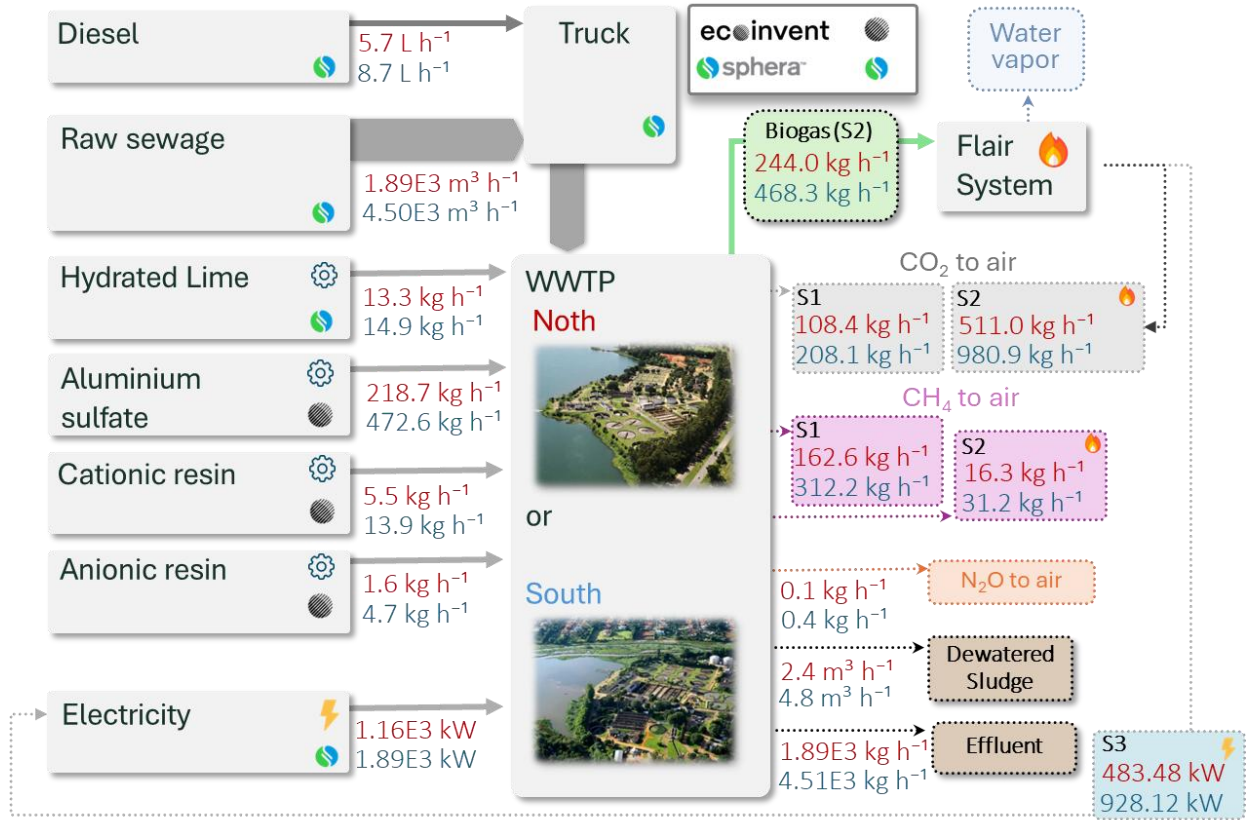 Diesel
5.7 L h⁻¹
8.7 L h⁻¹
Truck
ecoinvent
sphera™
Water
vapor
Raw sewage
1.89E3 m³ h⁻¹
4.50E3 m³ h⁻¹
Biogas (S2)
244.0 kg h⁻¹
468.3 kg h⁻¹
Flair
System
Hydrated Lime
13.3 kg h⁻¹
14.9 kg h⁻¹
Aluminium
sulfate
218.7 kg h⁻¹
472.6 kg h⁻¹
Cationic resin
5.5 kg h⁻¹
13.9 kg h⁻¹
Anionic resin
1.6 kg h⁻¹
4.7 kg h⁻¹
Electricity
1.16E3 kW
1.89E3 kW
WWTP
Noth
or
South
CO₂ to air
S1
108.4 kg h⁻¹
208.1 kg h⁻¹
S2
511.0 kg h⁻¹
980.9 kg h⁻¹
CH₄ to air
S1
162.6 kg h⁻¹
312.2 kg h⁻¹
S2
16.3 kg h⁻¹
31.2 kg h⁻¹
N₂O to air
0.1 kg h⁻¹
0.4 kg h⁻¹
Dewatered
Sludge
2.4 m³ h⁻¹
4.8 m³ h⁻¹
Effluent
1.89E3 kg h⁻¹
4.51E3 kg h⁻¹
S3
483.48 kW
928.12 kW